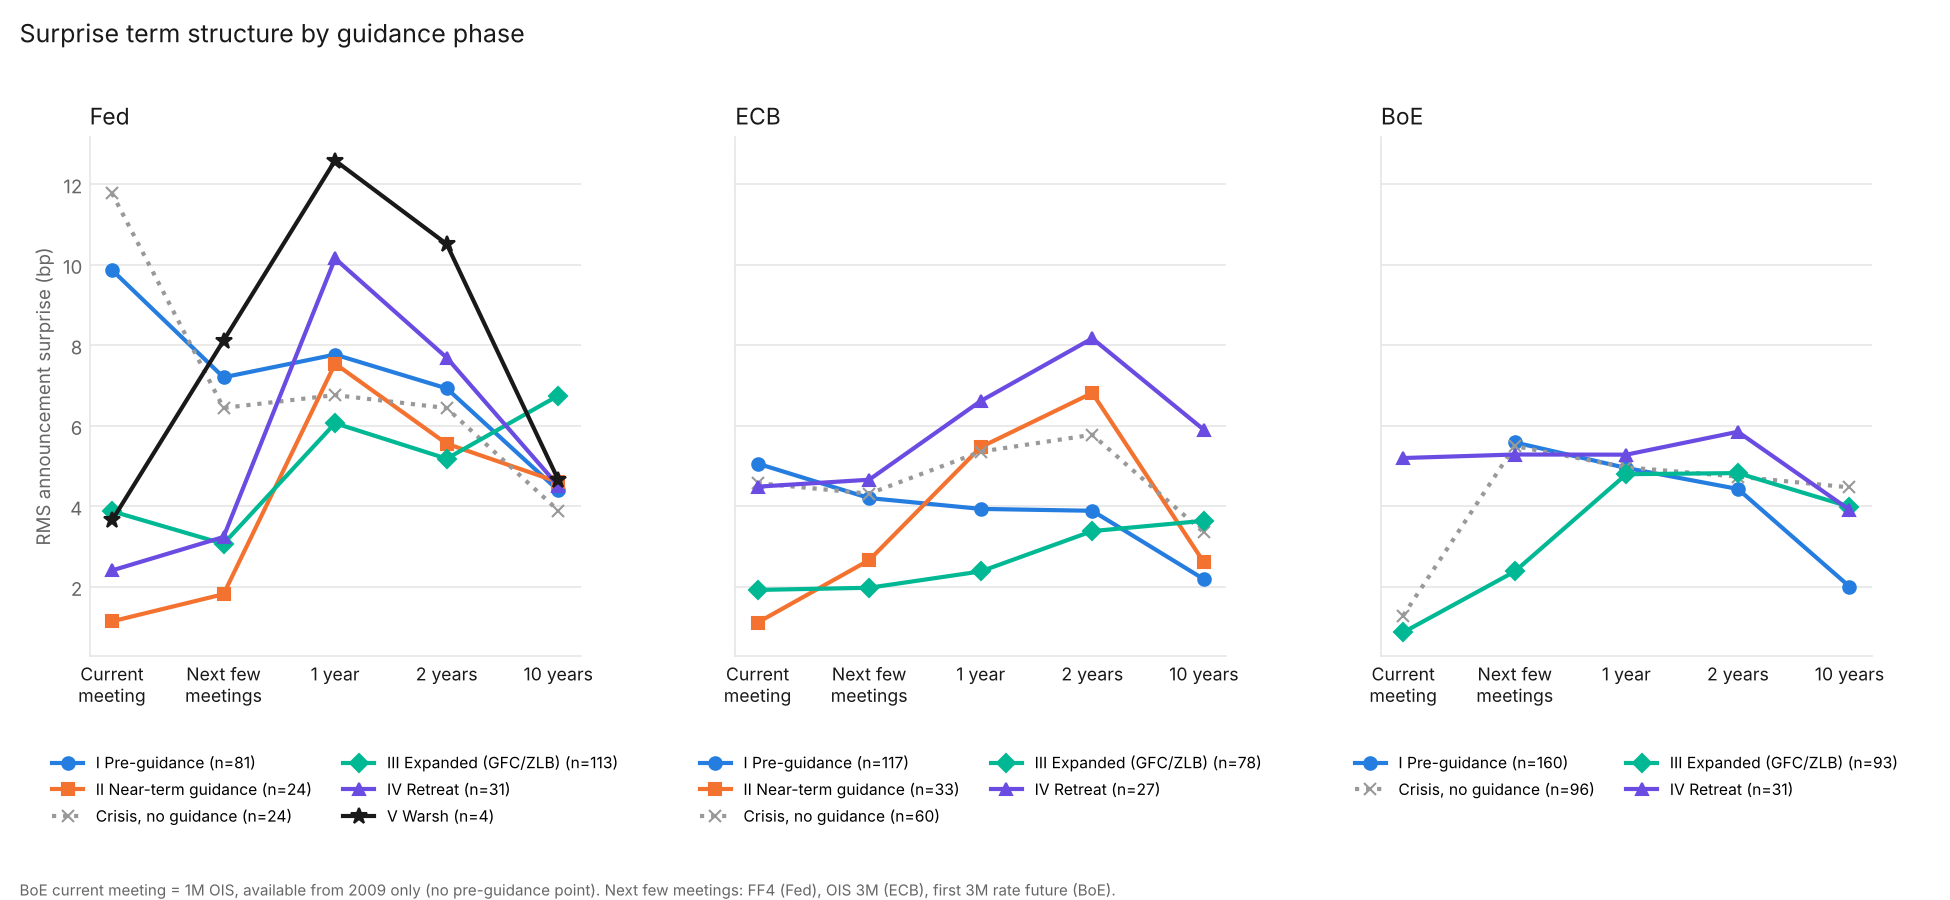 Surprise term structure by guidance phase
Fed
ECB
BoE
RMS announcement surprise (bp)
12
10
8
6
4
2
Current meeting
Next few meetings
1 year
2 years
10 years
Current meeting
Next few meetings
1 year
2 years
10 years
Current meeting
Next few meetings
1 year
2 years
10 years
I Pre-guidance (n=81)
II Near-term guidance (n=24)
Crisis, no guidance (n=24)
III Expanded (GFC/ZLB) (n=113)
IV Retreat (n=31)
V Warsh (n=4)
I Pre-guidance (n=117)
II Near-term guidance (n=33)
Crisis, no guidance (n=60)
III Expanded (GFC/ZLB) (n=78)
IV Retreat (n=27)
I Pre-guidance (n=160)
Crisis, no guidance (n=96)
III Expanded (GFC/ZLB) (n=93)
IV Retreat (n=31)
BoE current meeting = 1M OIS, available from 2009 only (no pre-guidance point). Next few meetings: FF4 (Fed), OIS 3M (ECB), first 3M rate future (BoE).